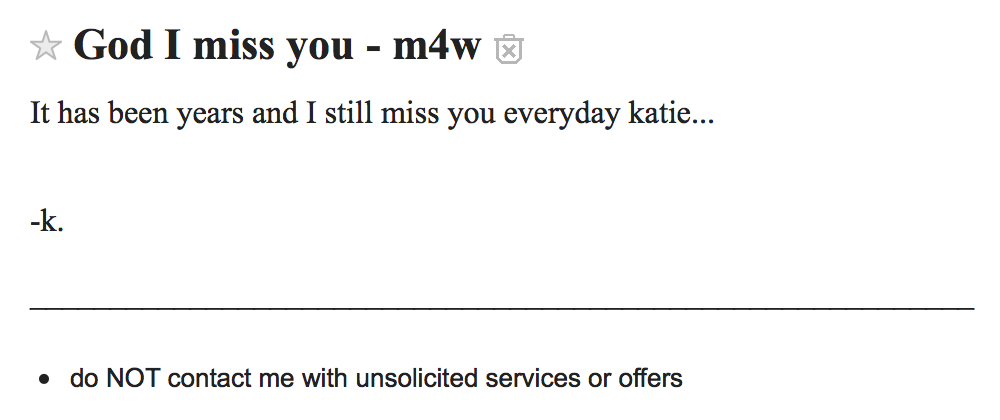 God I miss you - m4w
It has been years and I still miss you everyday katie...
-k.
do NOT contact me with unsolicited services or offers